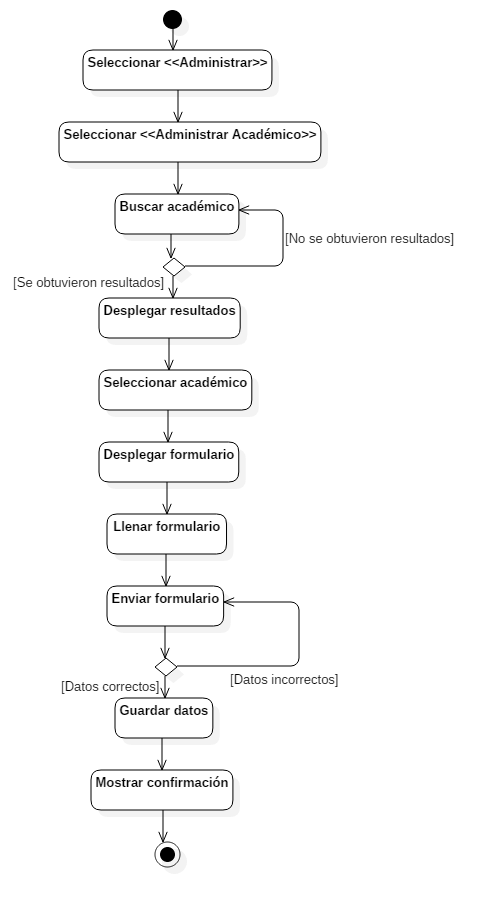 Seleccionar <<Administrar>>
Seleccionar <<Administrar Académico>>
Buscar académico
[No se obtuvieron resultados]
[Se obtuvieron resultados]
Desplegar resultados
Seleccionar académico
Desplegar formulario
Llenar formulario
Enviar formulario
[Datos incorrectos]
[Datos correctos]
Guardar datos
Mostrar confirmación